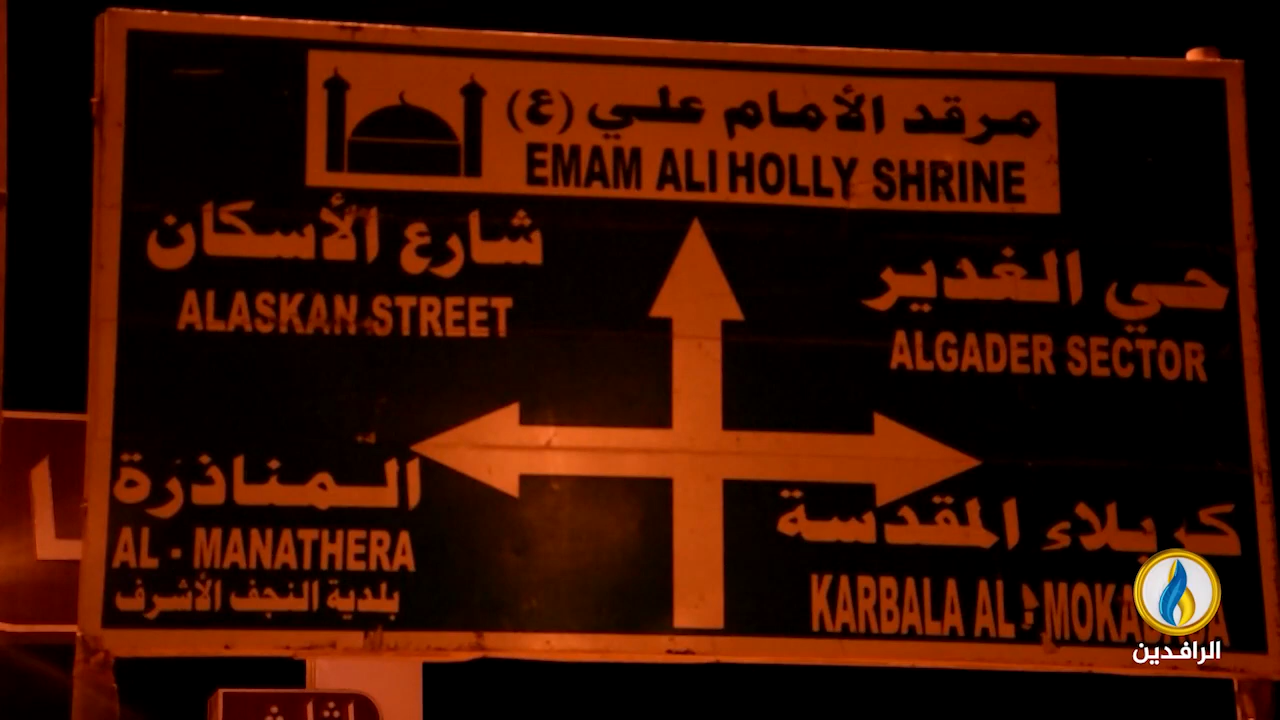 مرقد الأمام علي (ع)
EMAM ALI HOLLY SHRINE
شارع الأسكان
ALASKAN STREET
حي الغدير
ALGADER SECTOR
المناذرة
AL - MANATHERA
بلدية النجف الأشرف
كربلاء المقدسة
KARBALA AL - 
الرافدين